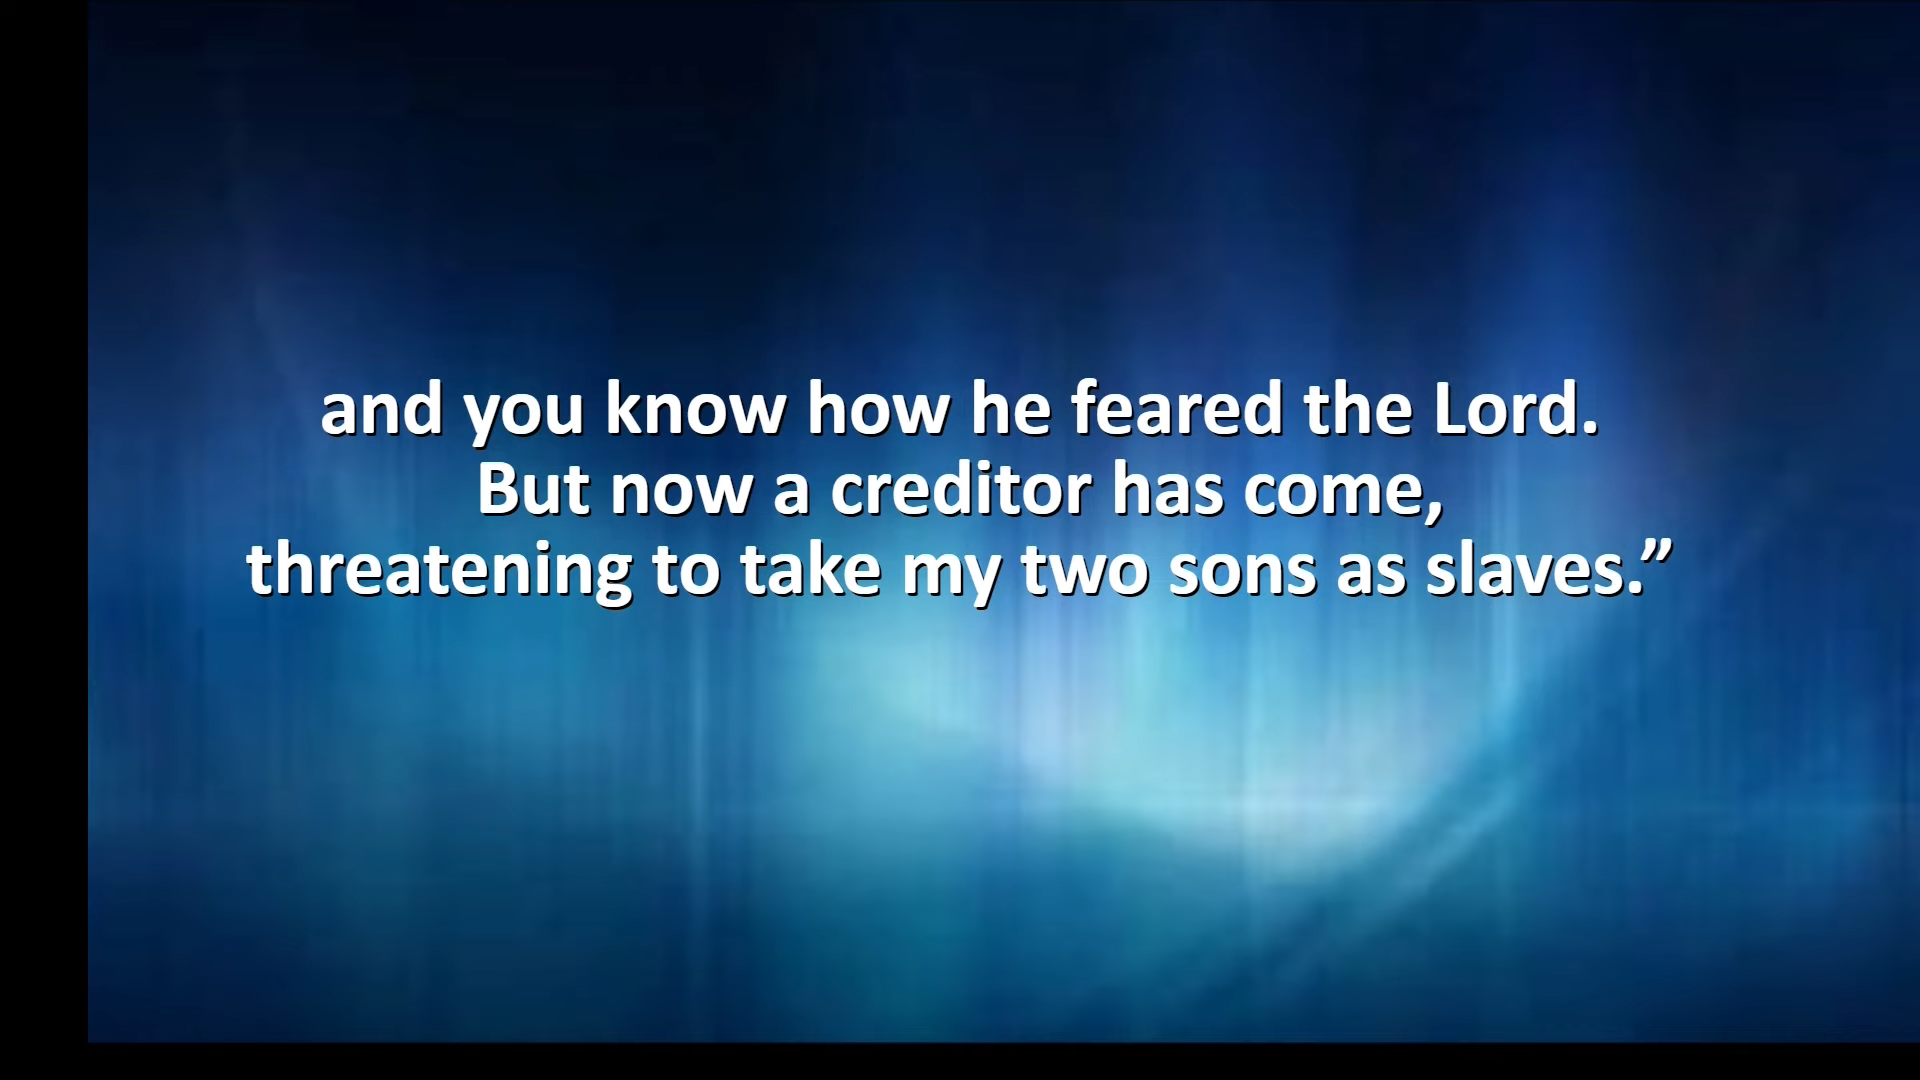 and you know how he feared the Lord.
But now a creditor has come,
threatening to take my two sons as slaves.”